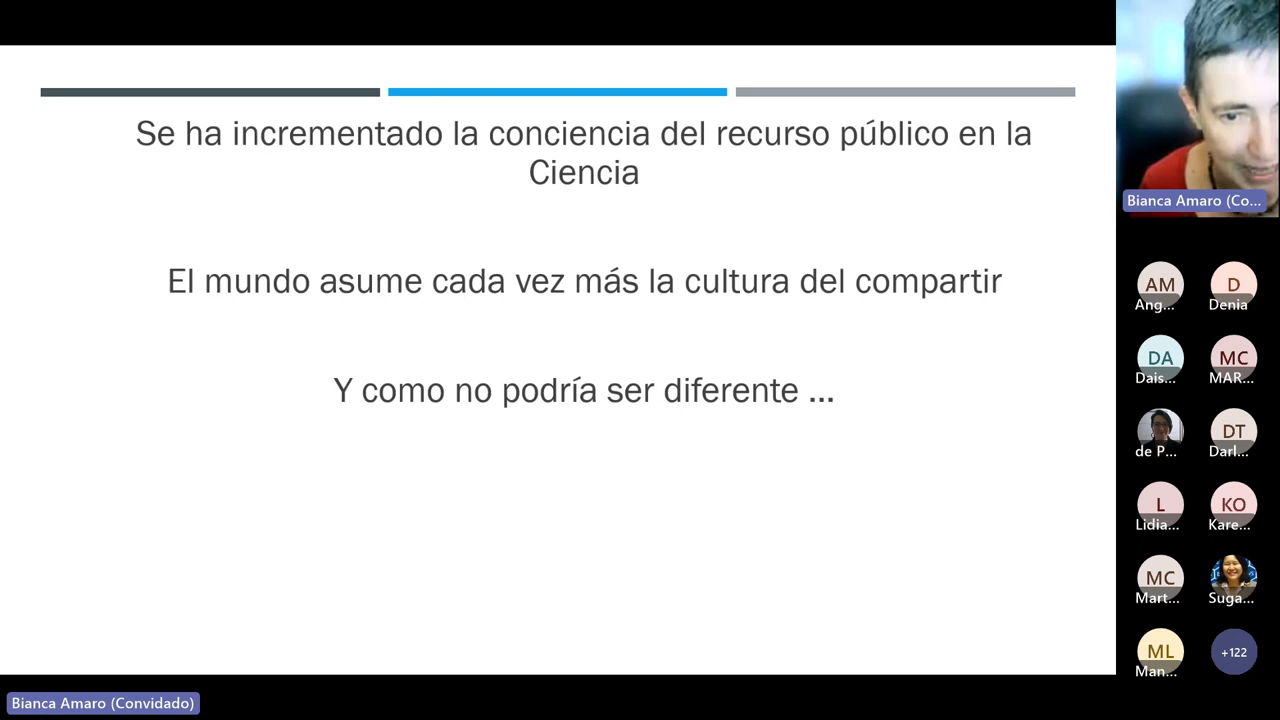 Se ha incrementado la conciencia del recurso público en la
Ciencia
El mundo asume cada vez más la cultura del compartir
Y como no podría ser diferente ...
Bianca Amaro (Co...
AM
Ang...
D
Denia
DA
Dais...
MC
MAR...
de P...
DT
Darl...
L
Lidia...
KO
Kare...
MC
Mart...
Suga...
ML
Man...
+122
Bianca Amaro (Convidado)